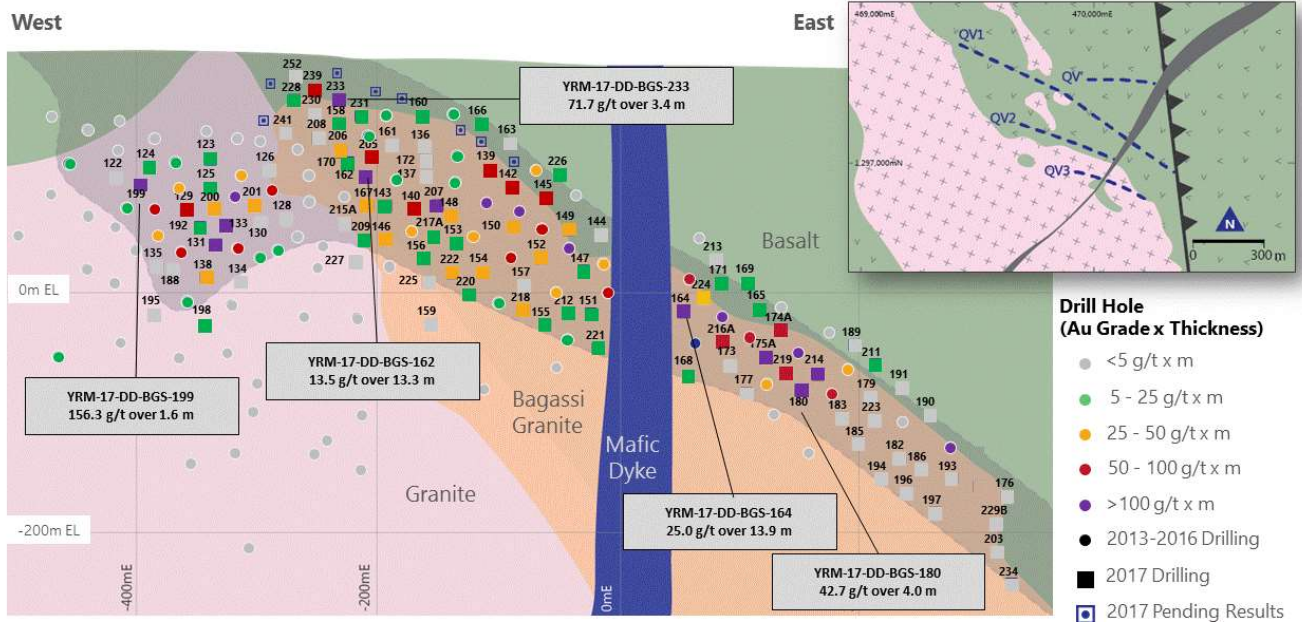 West
East
469,000mE
470,000mE
QV1
QV'
QV2
1,297,000mN
QV3
N
300 m
252
239
228
233
230
158
231
160
166
241
208
206
161
136
163
123
124
122
126
170
205
172
139
226
162
137
142
125
199
129
200
201
167
143
140
207
148
145
128
215A
217A
150
149
144
192
133
130
209
146
153
131
156
152
147
135
138
134
227
222
154
188
225
157
195
220
198
218
212
151
159
155
221
213
171
169
224
165
164
174A
216A
189
175A
211
173
168
219
214
191
177
179
180
183
223
190
185
182
186
194
193
196
176
197
229B
203
234
YRM-17-DD-BGS-233
71.7 g/t over 3.4 m
YRM-17-DD-BGS-162
13.5 g/t over 13.3 m
YRM-17-DD-BGS-199
156.3 g/t over 1.6 m
YRM-17-DD-BGS-164
25.0 g/t over 13.9 m
YRM-17-DD-BGS-180
42.7 g/t over 4.0 m
Basalt
Bagassi
Granite
Mafic
Dyke
Granite
0m EL
-200m EL
-400mE
-200mE
0mE
Drill Hole
(Au Grade x Thickness)
<5 g/t x m
5 - 25 g/t x m
25 - 50 g/t x m
50 - 100 g/t x m
>100 g/t x m
2013-2016 Drilling
2017 Drilling
2017 Pending Results